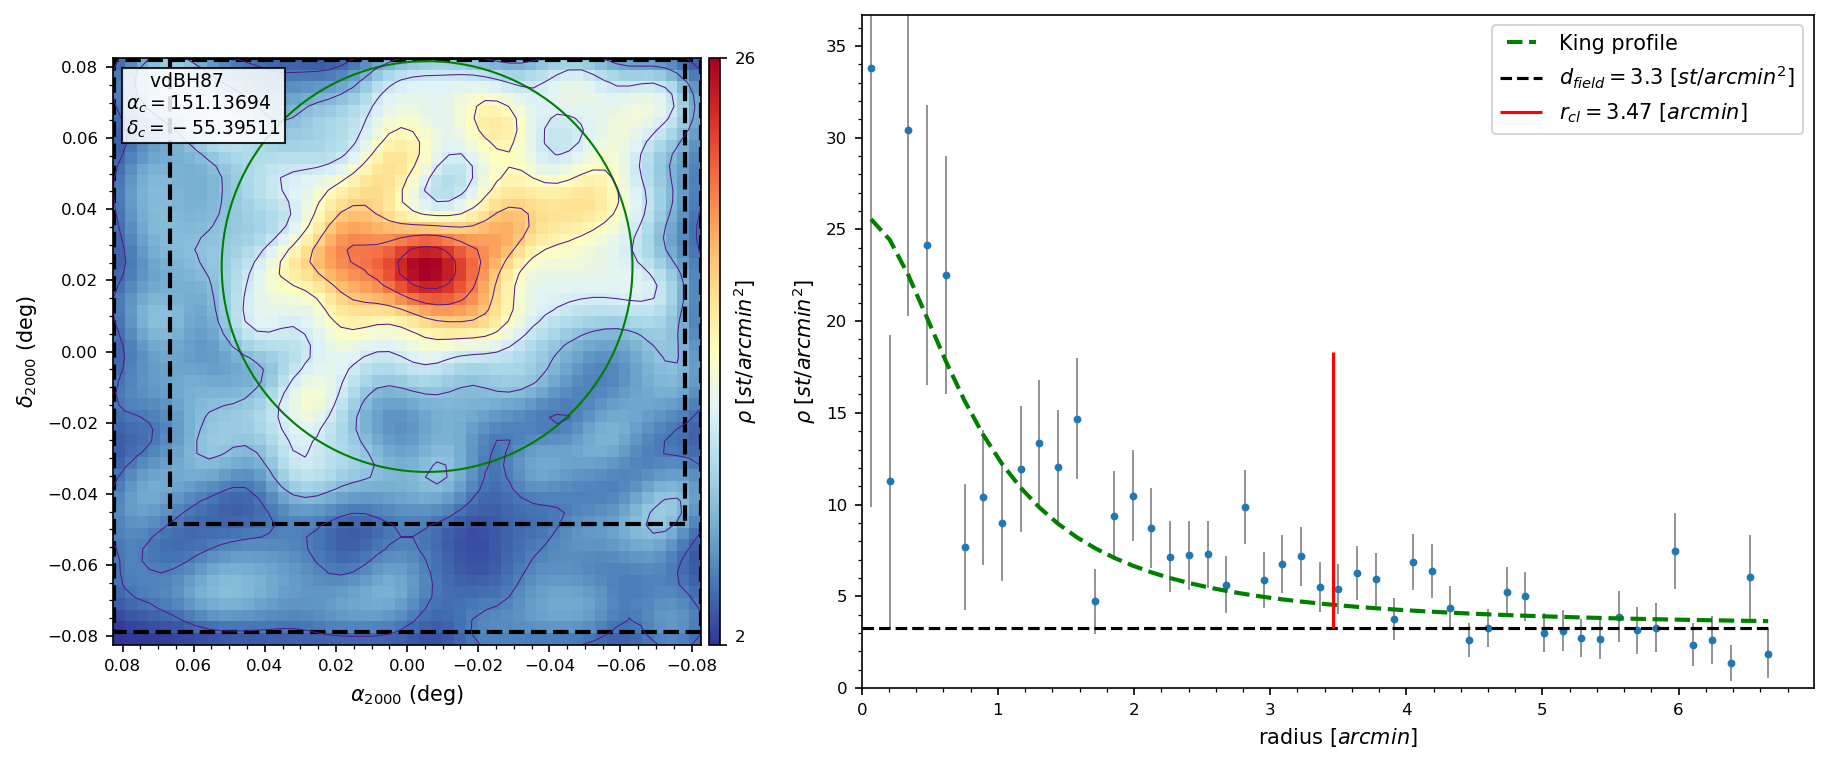 vdBH87
α_c = 151.13694
δ_c = −55.39511
0.08
0.06
0.04
0.02
0.00
−0.02
−0.04
−0.06
−0.08
δ_2000 (deg)
0.08 0.06 0.04 0.02 0.00 −0.02 −0.04 −0.06 −0.08
α_2000 (deg)
26
2
ρ [st/arcmin²]
King profile
d_field = 3.3 [st/arcmin²]
r_cl = 3.47 [arcmin]
35
30
25
20
15
10
5
0
ρ [st/arcmin²]
0 1 2 3 4 5 6
radius [arcmin]